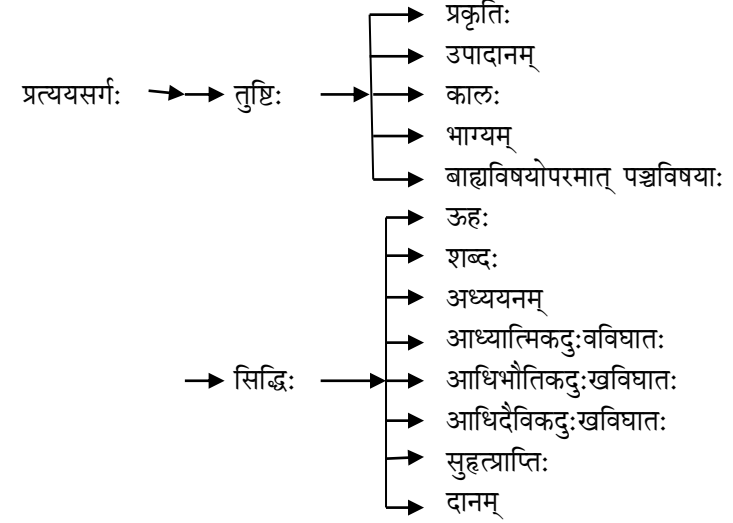 प्रकृतिः
उपादानम्
प्रत्ययसर्गः तुष्टिः कालः
भाग्यम्
बाह्यविषयोपरमात् पञ्चविषयाः
ऊहः
शब्दः
अध्ययनम्
आध्यात्मिकदुःवविघातः
सिद्धिः आधिभौतिकदुःखविघातः
आधिदैविकदुःखविघातः
सुहृत्प्राप्तिः
दानम्